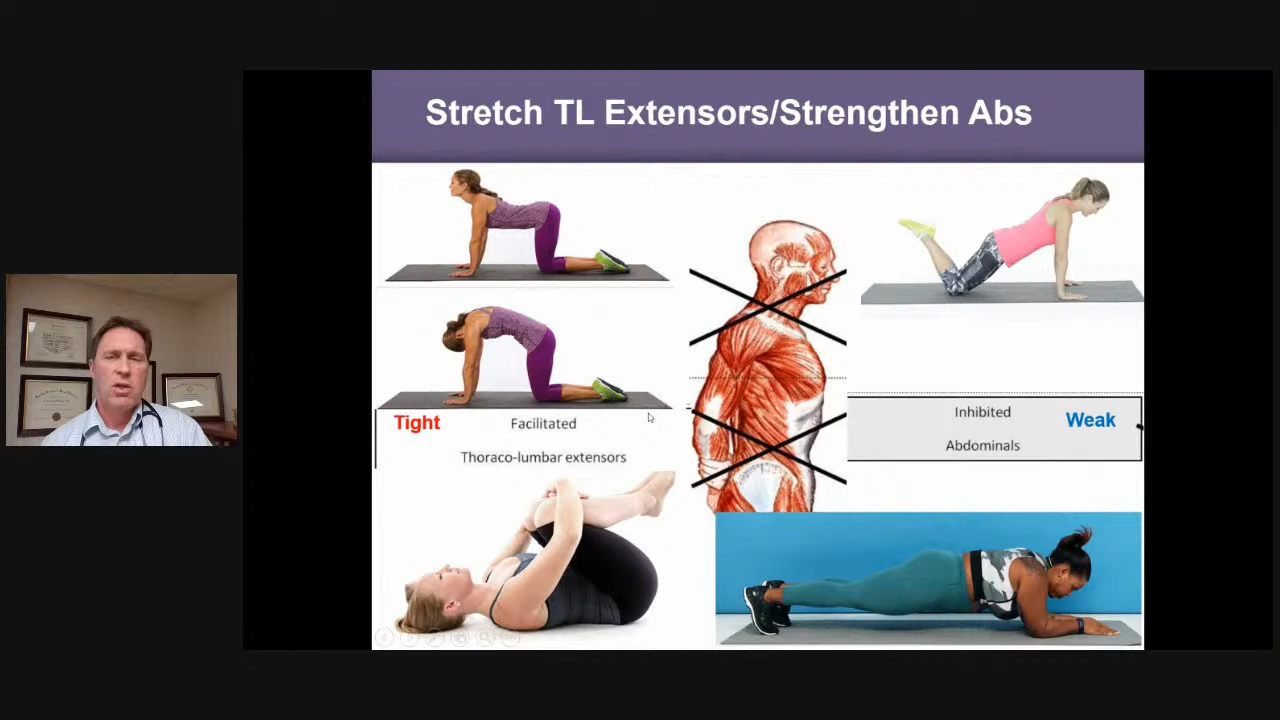 Stretch TL Extensors/Strengthen Abs
Tight
Facilitated
Thoraco-lumbar extensors
Inhibited
Abdominals
Weak